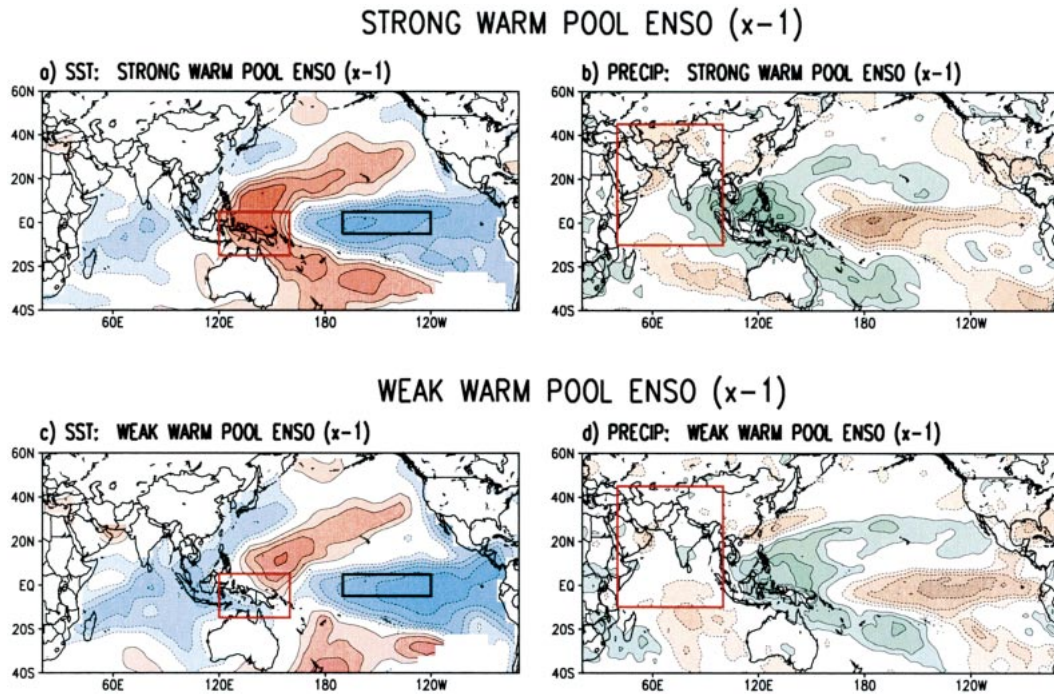 STRONG WARM POOL ENSO (x-1)
a) SST: STRONG WARM POOL ENSO (x-1)
b) PRECIP: STRONG WARM POOL ENSO (x-1)
60N
40N
20N
EQ
20S
40S
60E
120E
180
120W
60N
40N
20N
EQ
20S
40S
60E
120E
180
120W
WEAK WARM POOL ENSO (x-1)
c) SST: WEAK WARM POOL ENSO (x-1)
d) PRECIP: WEAK WARM POOL ENSO (x-1)
60N
40N
20N
EQ
20S
40S
60E
120E
180
120W
60N
40N
20N
EQ
20S
40S
60E
120E
180
120W